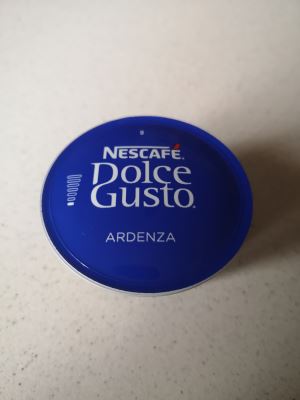 NESCAFÉ
Dolce
Gusto
ARDENZA